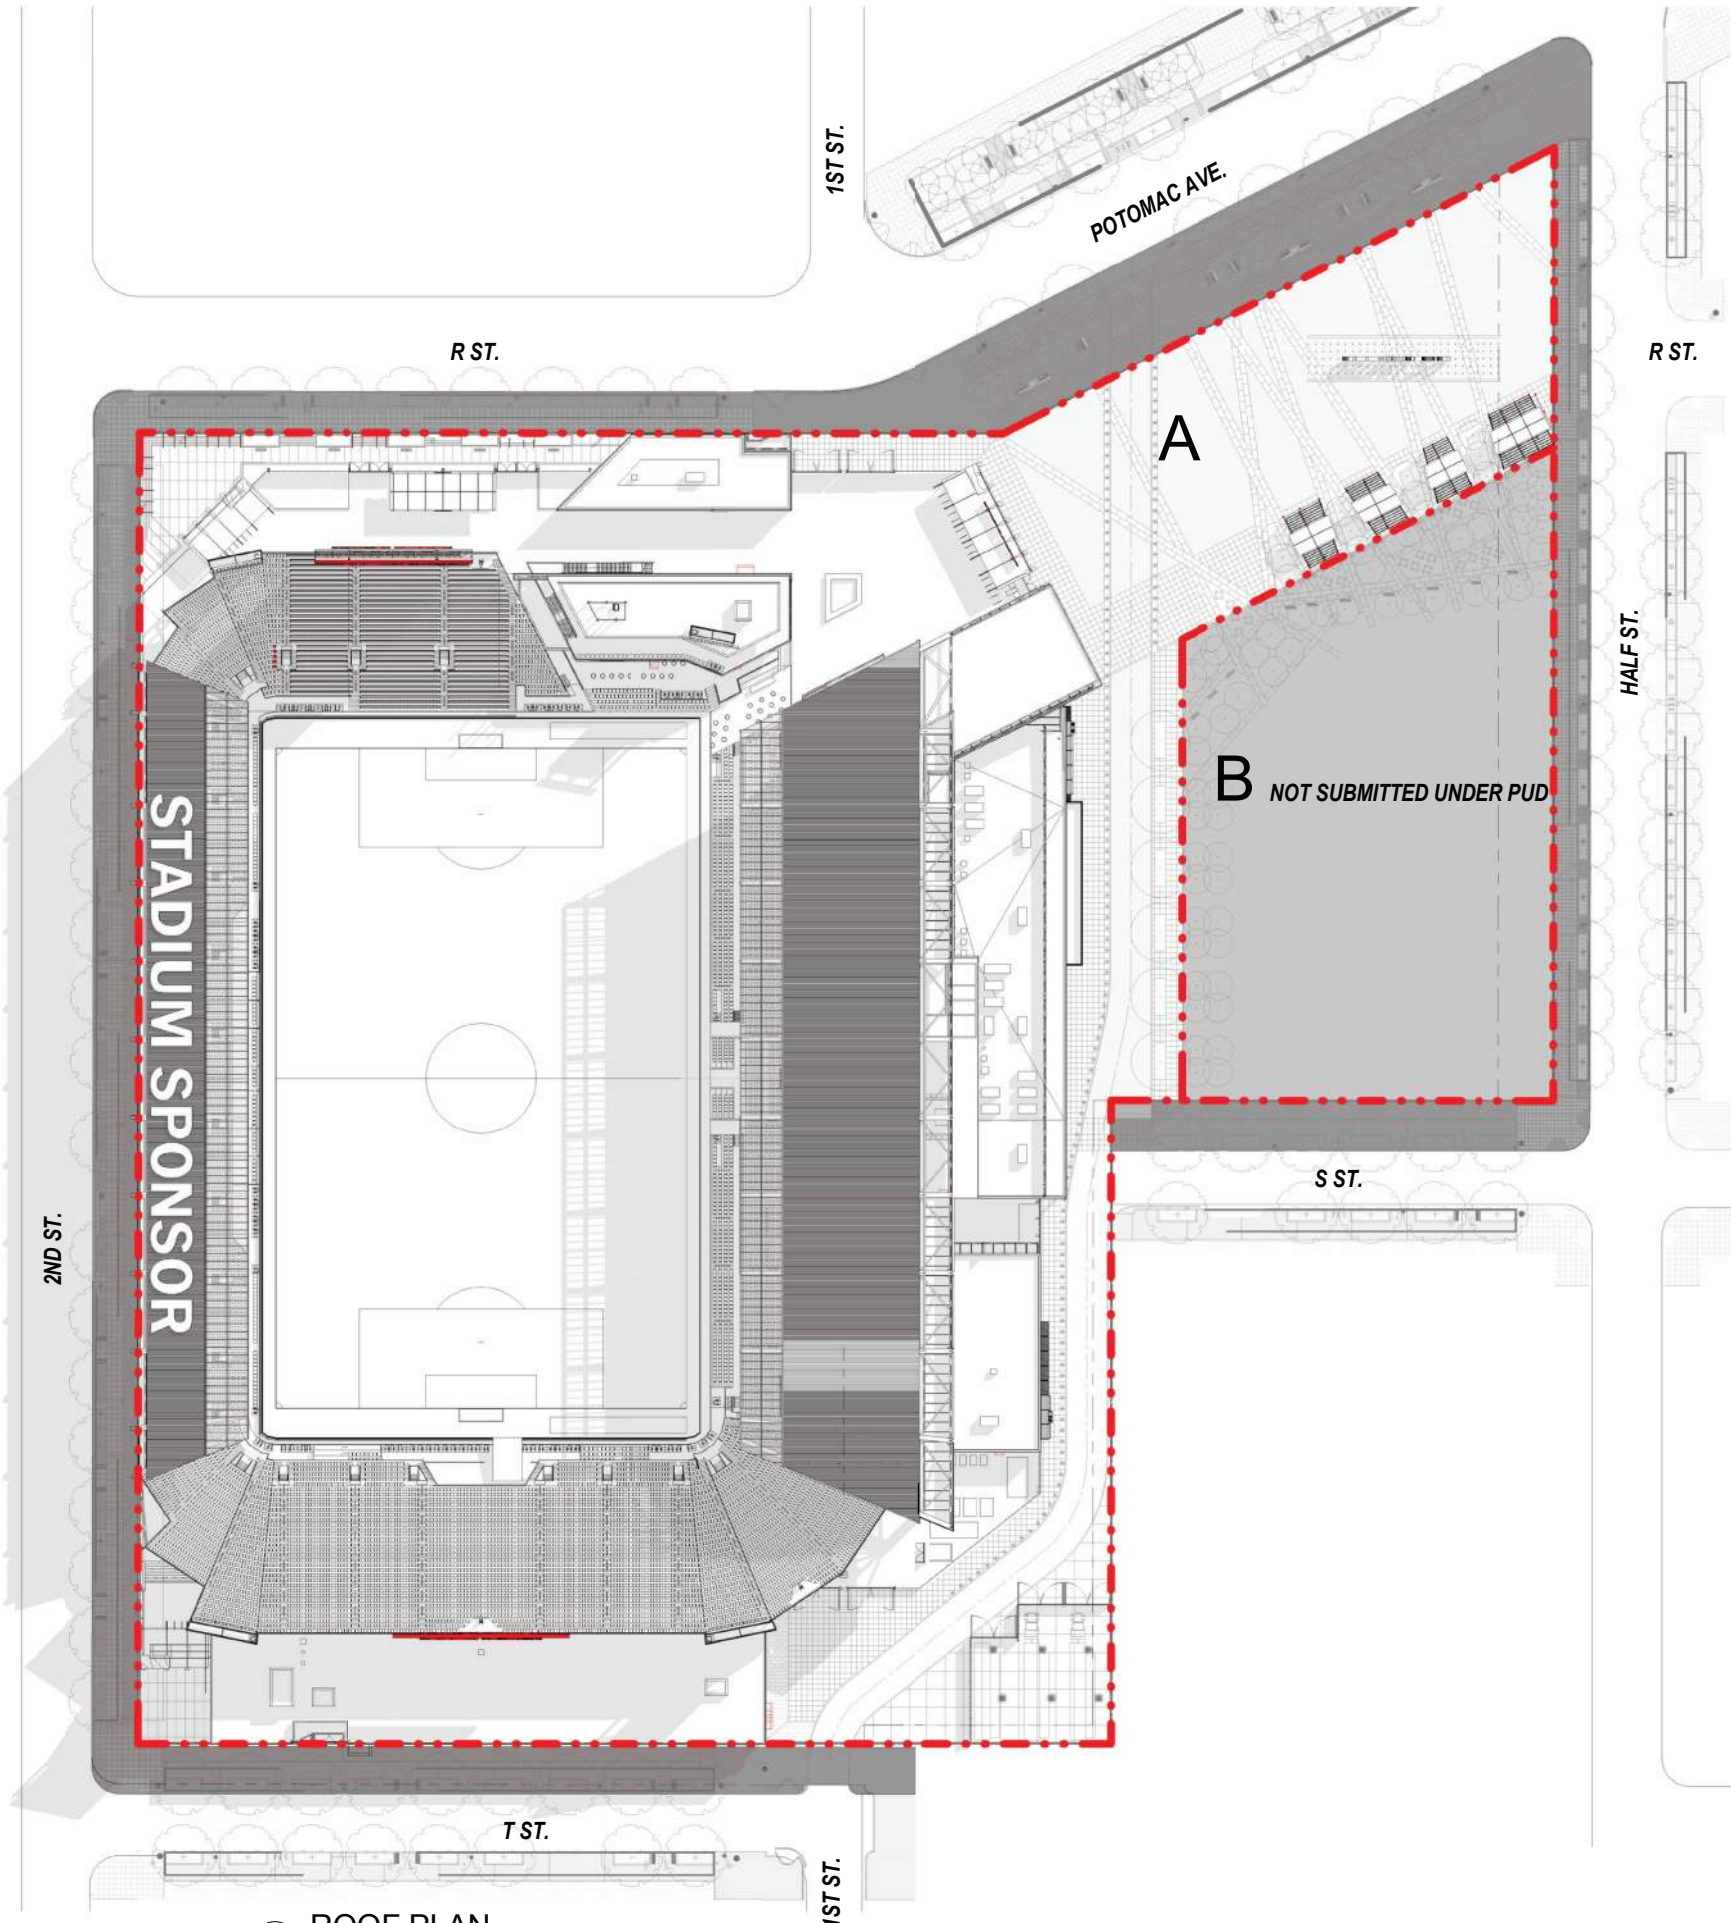 1ST ST.
POTOMAC AVE.
R ST.
R ST.
A
HALF ST.
B NOT SUBMITTED UNDER PUD
STADIUM SPONSOR
S ST.
2ND ST.
T ST.
1ST ST.
ROOF PLAN